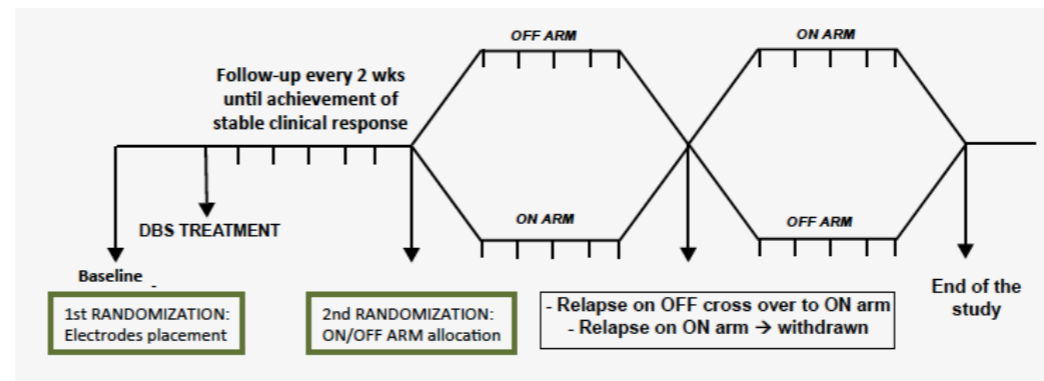 OFF ARM
ON ARM
Follow-up every 2 wks
until achievement of
stable clinical response
DBS TREATMENT
ON ARM
OFF ARM
Baseline -
1st RANDOMIZATION:
Electrodes placement
2nd RANDOMIZATION:
ON/OFF ARM allocation
- Relapse on OFF cross over to ON arm
- Relapse on ON arm → withdrawn
End of the
study